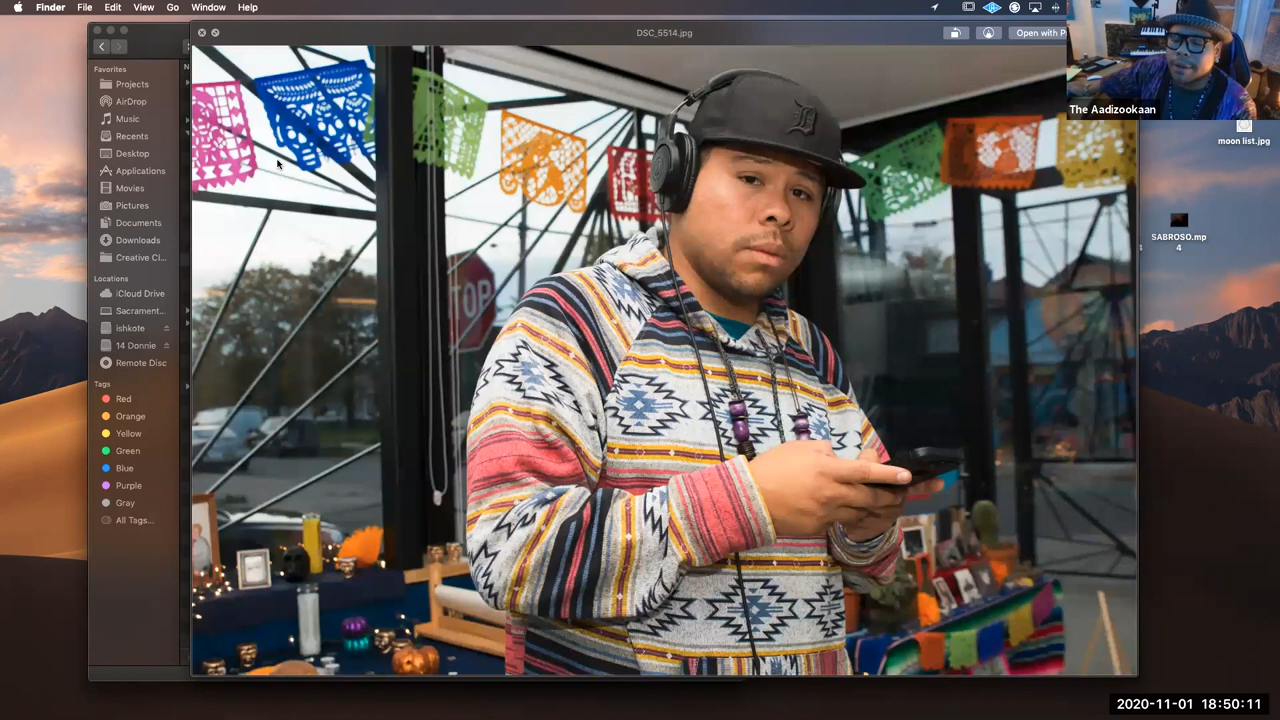 Finder File Edit View Go Window Help
DSC_5514.jpg
Open with P
The Aadizookaan
Favorites
Projects
AirDrop
Music
Recents
Desktop
Applications
Movies
Pictures
Documents
Downloads
Creative Cl...
Locations
iCloud Drive
Sacrament...
ishkote
14 Donnie
Remote Disc
Tags
Red
Orange
Yellow
Green
Blue
Purple
Gray
All Tags...
TOP
D
moon list.jpg
SABROSO.mp
4
2020-11-01 18:50:11